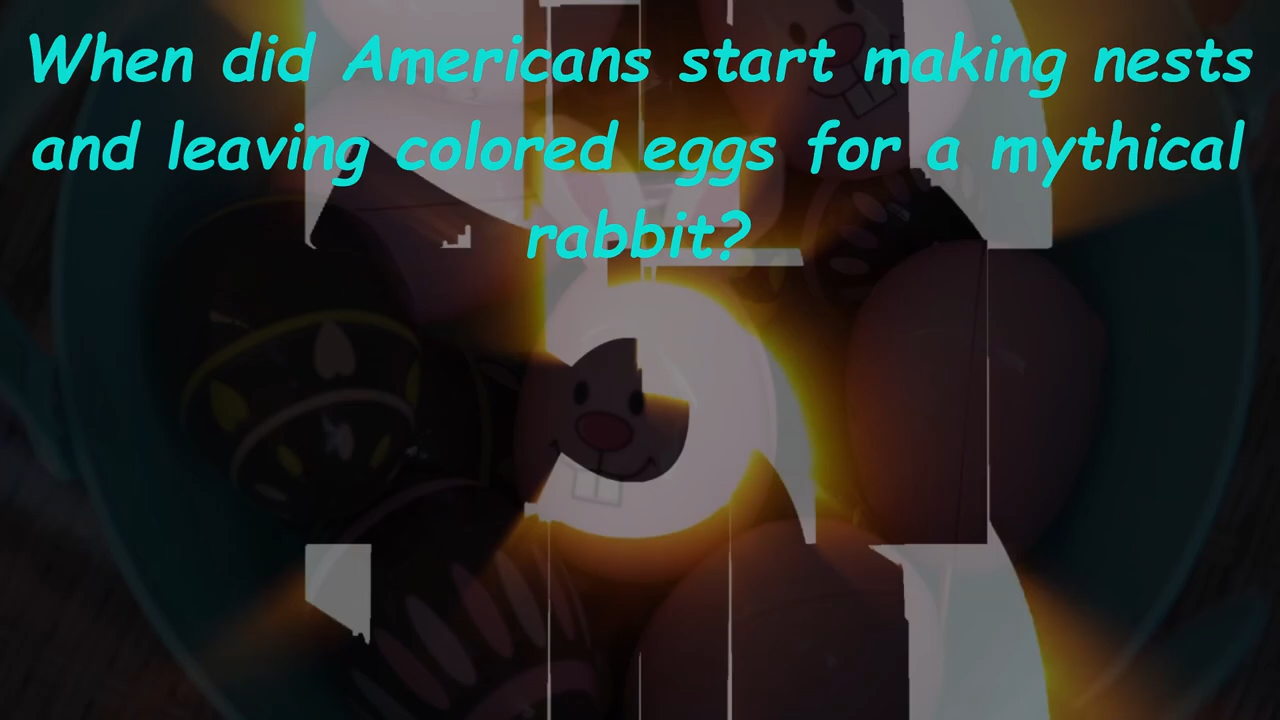 When did Americans start making nests
and leaving colored eggs for a mythical
rabbit?